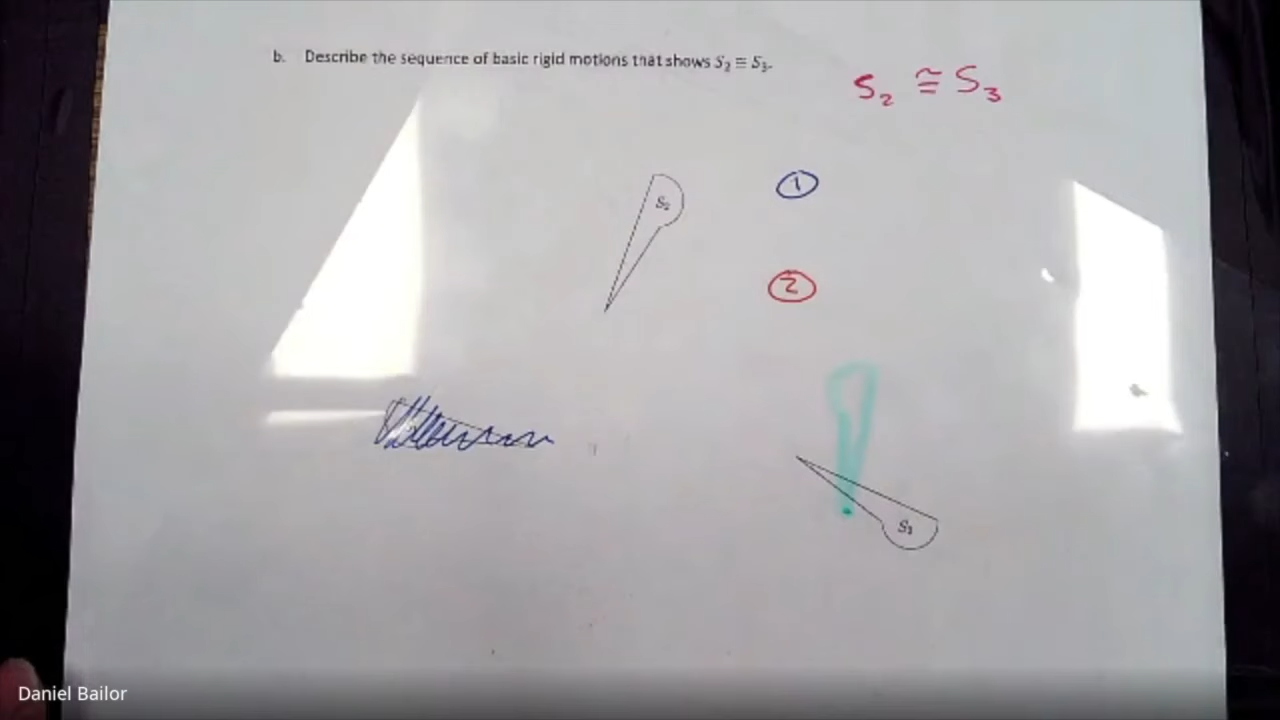 b. Describe the sequence of basic rigid motions that shows S₂ ≡ S₃.
S₂ ≅ S₃
S₂
1
2
S₃
Daniel Bailor